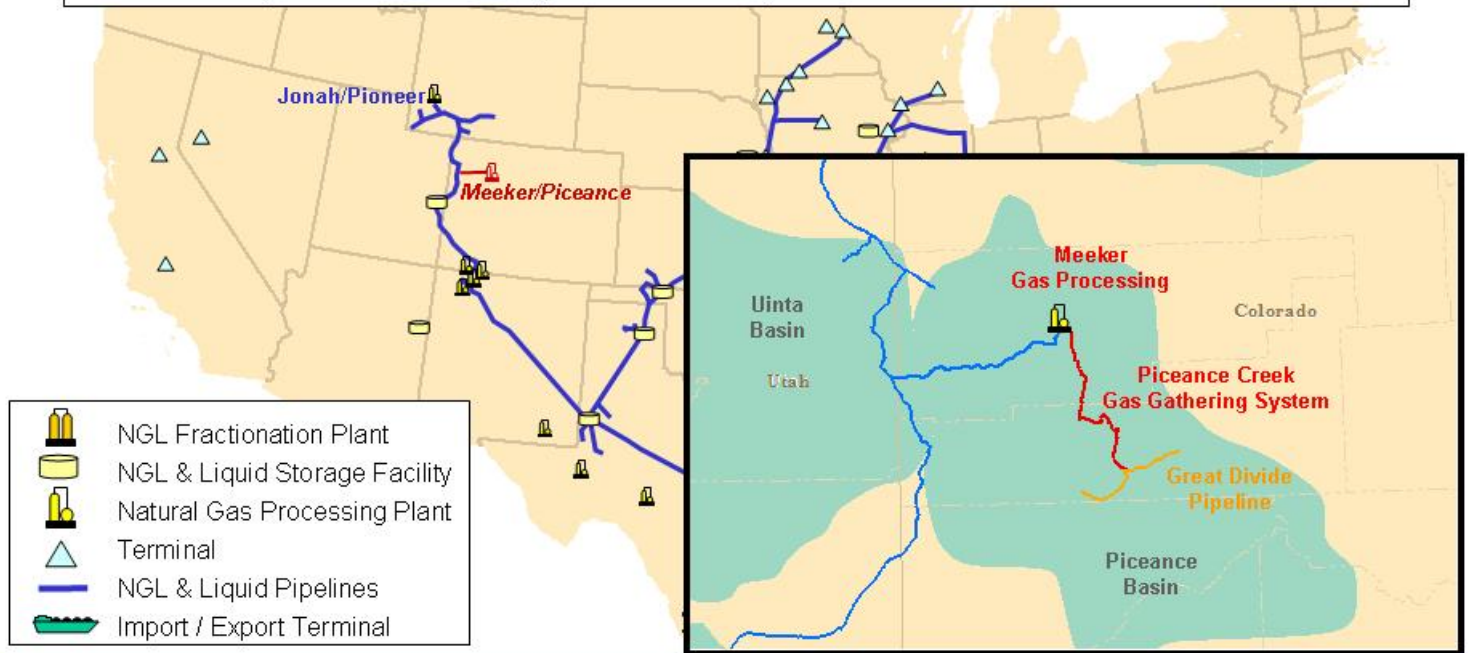 Jonah/Pioneer
Meeker/Piceance
Meeker
Gas Processing
Uinta
Basin
Colorado
Utah
Piceance Creek
Gas Gathering System
Great Divide
Pipeline
Piceance
Basin
NGL Fractionation Plant
NGL & Liquid Storage Facility
Natural Gas Processing Plant
Terminal
NGL & Liquid Pipelines
Import / Export Terminal